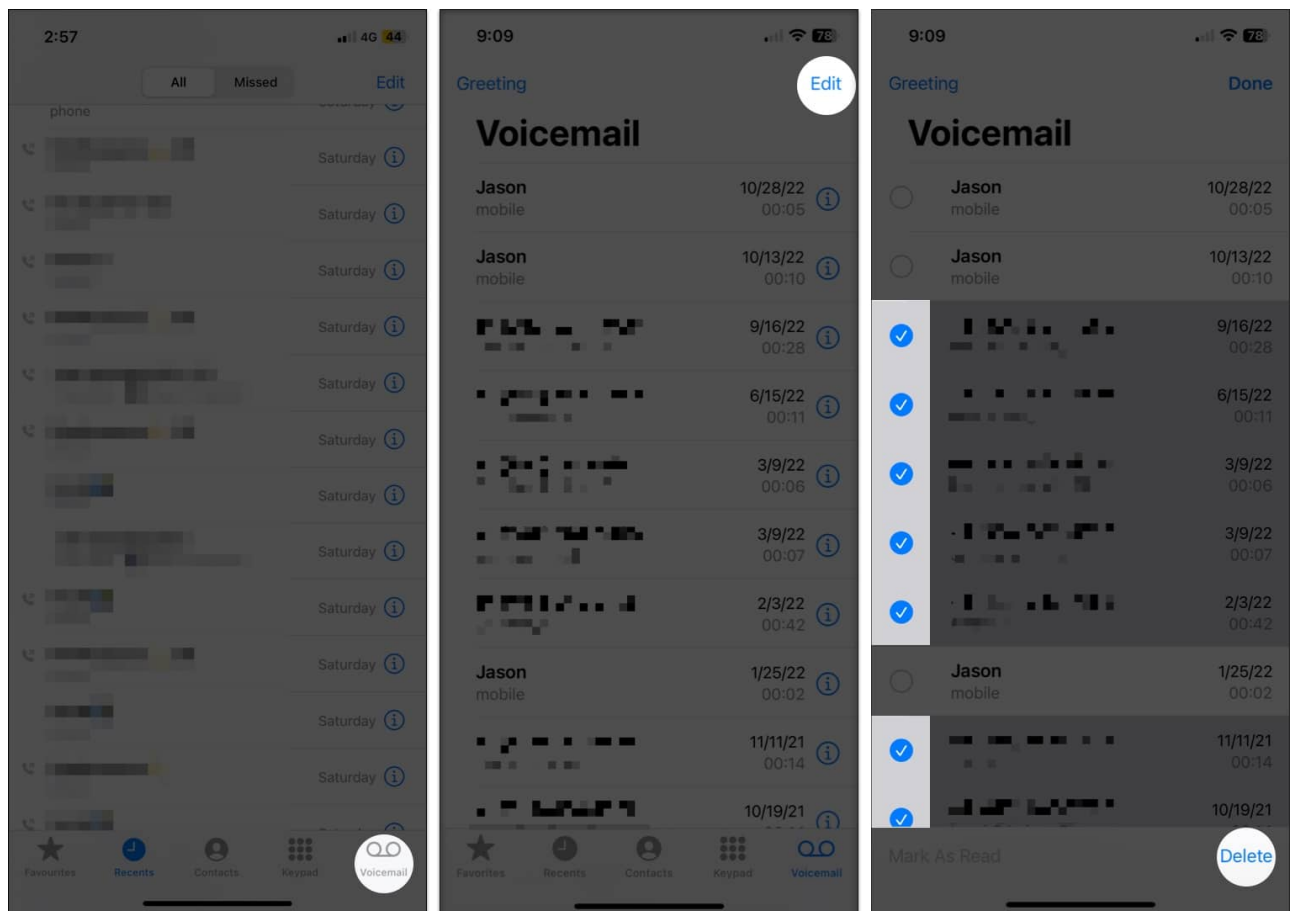 2:57
4G 44
All Missed Edit
phone
Saturday
Saturday
Saturday
Saturday
Saturday
Saturday
Saturday
Saturday
Saturday
Saturday
Saturday
Saturday
Favourites Recents Contacts Keypad Voicemail
9:09
78
Greeting Edit
Voicemail
Jason 10/28/22
mobile 00:05
Jason 10/13/22
mobile 00:10
9/16/22
00:28
6/15/22
00:11
3/9/22
00:06
3/9/22
00:07
2/3/22
00:42
Jason 1/25/22
mobile 00:02
11/11/21
00:14
10/19/21
Favorites Recents Contacts Keypad Voicemail
9:09
78
Greeting Done
Voicemail
Jason 10/28/22
mobile 00:05
Jason 10/13/22
mobile 00:10
9/16/22
00:28
6/15/22
00:11
3/9/22
00:06
3/9/22
00:07
2/3/22
00:42
Jason 1/25/22
mobile 00:02
11/11/21
00:14
10/19/21
Mark As Read Delete